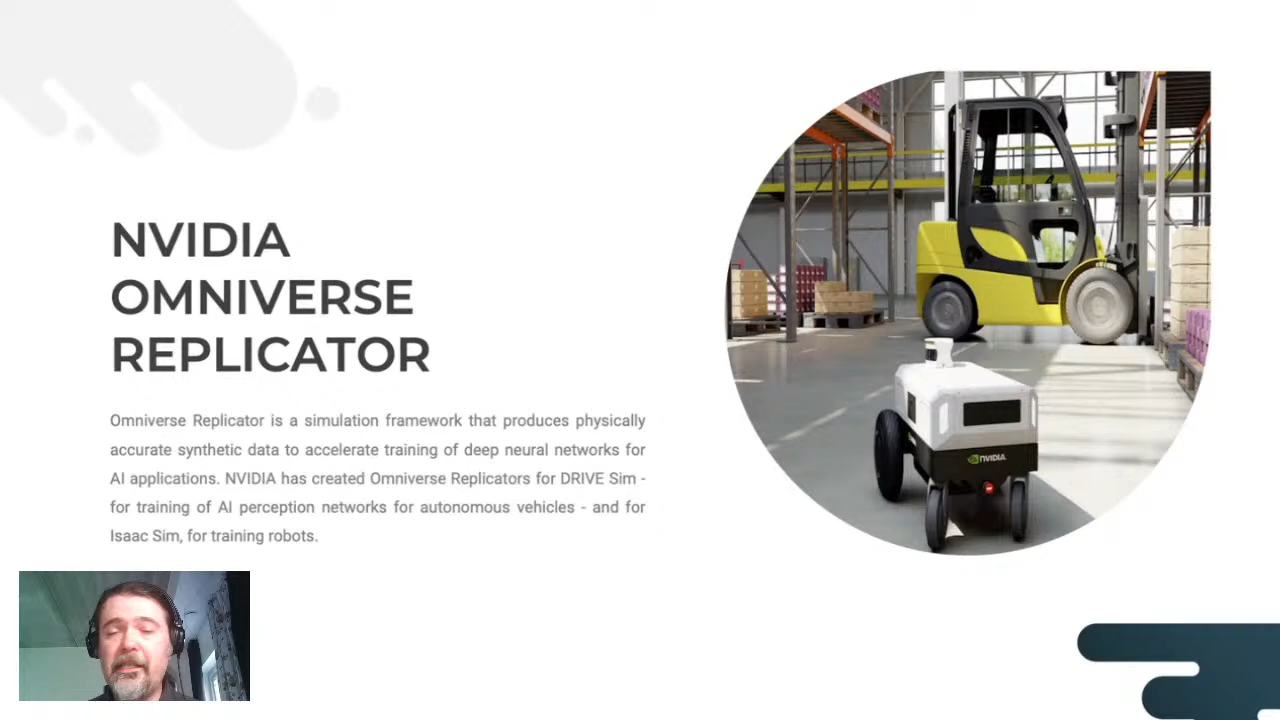 NVIDIA
OMNIVERSE
REPLICATOR
Omniverse Replicator is a simulation framework that produces physically
accurate synthetic data to accelerate training of deep neural networks for
AI applications. NVIDIA has created Omniverse Replicators for DRIVE Sim -
for training of AI perception networks for autonomous vehicles - and for
Isaac Sim, for training robots.
NVIDIA